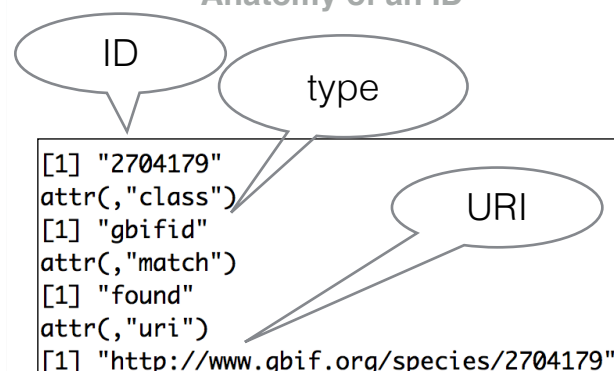 Anatomy of an ID
ID
type
URI
[1] "2704179"
attr(,"class")
[1] "gbifid"
attr(,"match")
[1] "found"
attr(,"uri")
[1] "http://www.gbif.org/species/2704179"